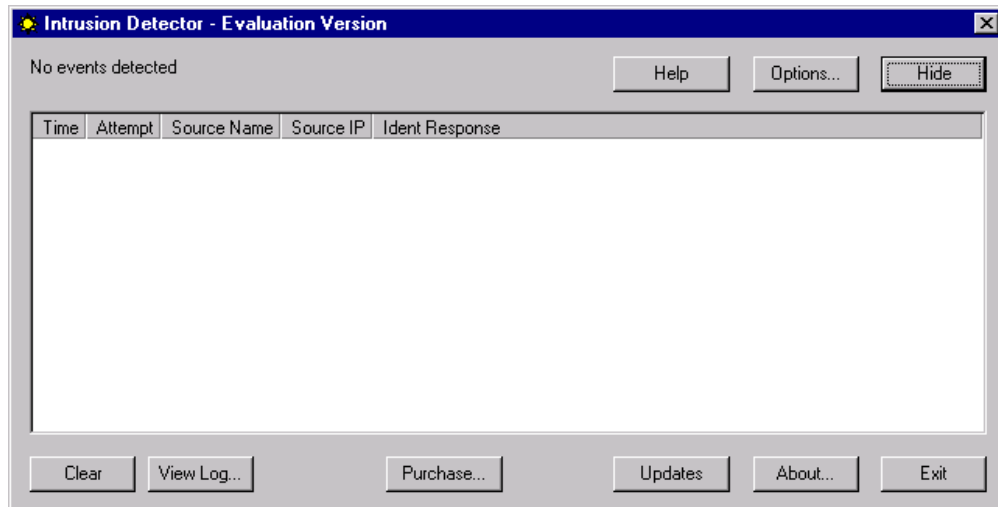 Intrusion Detector - Evaluation Version
No events detected
Help Options... Hide
Time Attempt Source Name Source IP Ident Response
Clear View Log... Purchase... Updates About... Exit